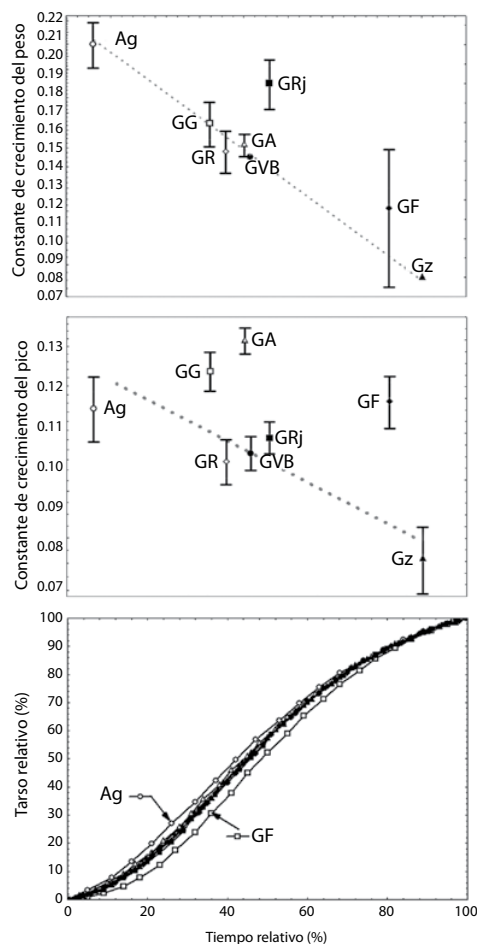 Constante de crecimiento del peso
0.22
0.21
0.20
0.19
0.18
0.16
0.15
0.14
0.13
0.12
0.11
0.10
0.09
0.08
0.07
Ag
GRj
GG
GA
GR
GVB
GF
Gz
Constante de crecimiento del pico
0.13
0.12
0.11
0.10
0.09
0.08
0.07
GA
GG
Ag
GF
GRj
GR
GVB
Gz
Tarso relativo (%)
100
90
80
70
60
50
40
30
20
10
0
Ag
GF
0
20
40
60
80
100
Tiempo relativo (%)